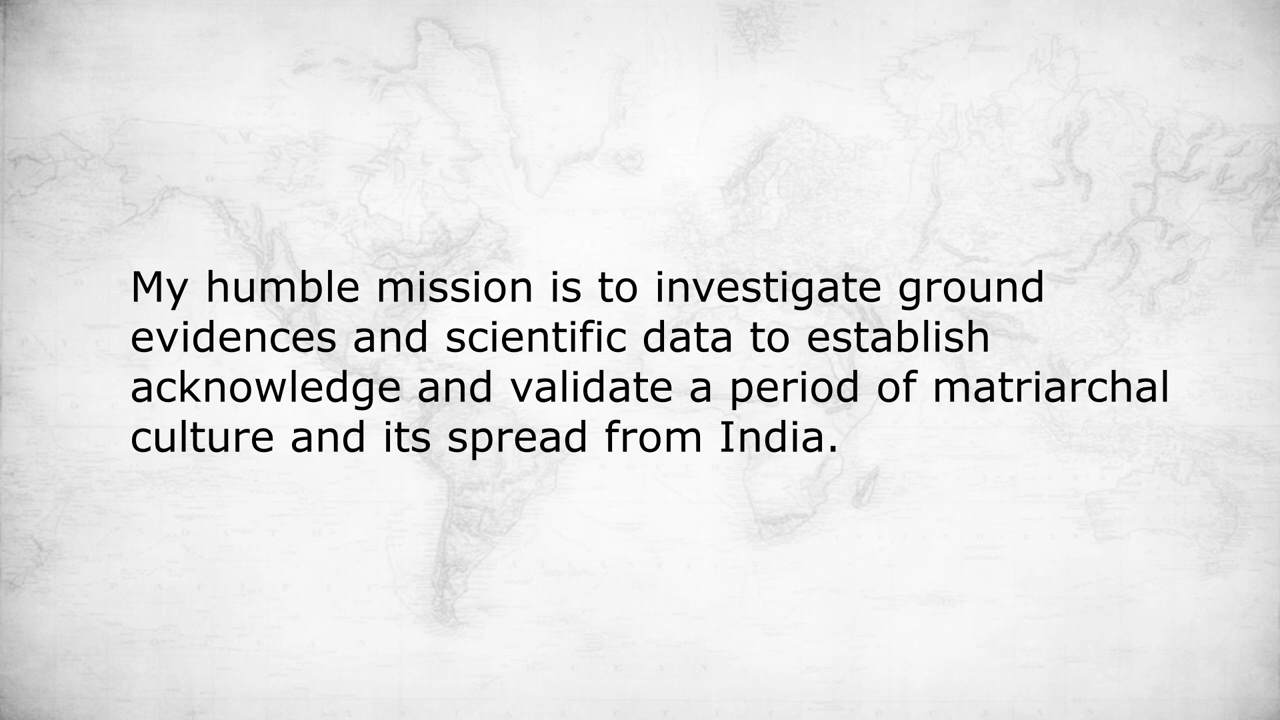 My humble mission is to investigate ground
evidences and scientific data to establish
acknowledge and validate a period of matriarchal
culture and its spread from India.